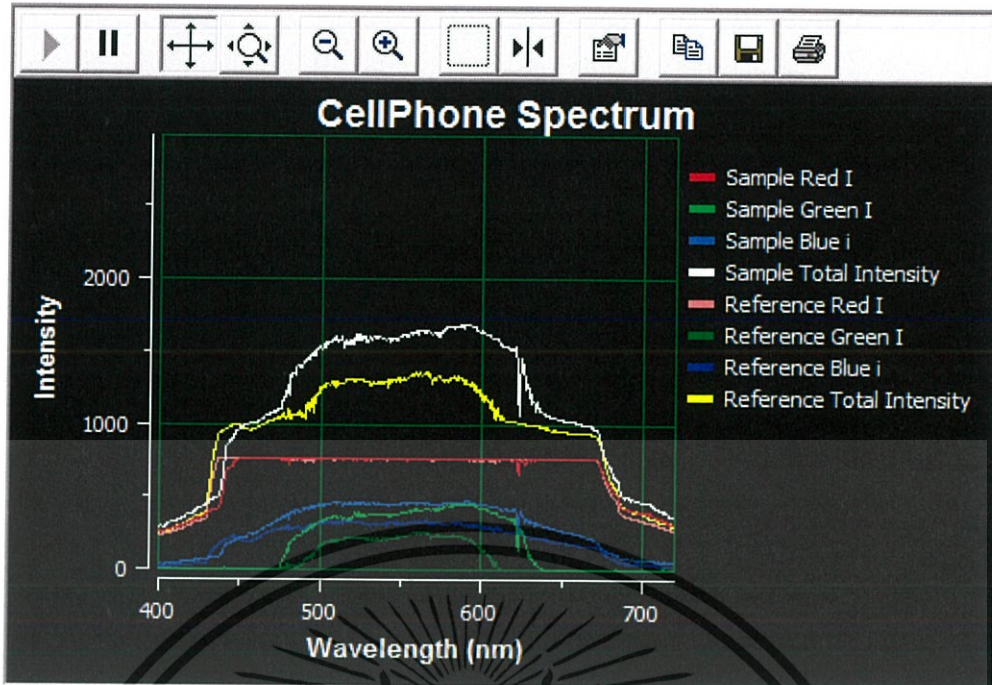 CellPhone Spectrum
Sample Red I
Sample Green I
Sample Blue i
Sample Total Intensity
Reference Red I
Reference Green I
Reference Blue i
Reference Total Intensity
Intensity
2000
1000
0
400 500 600 700
Wavelength (nm)